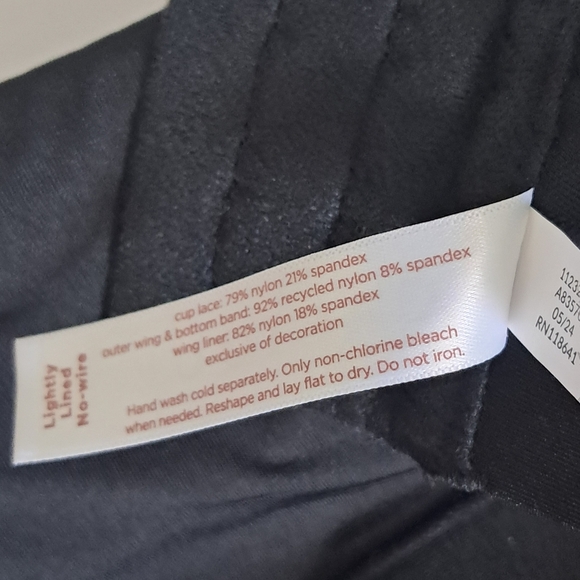 Lightly
Lined
No-wire
cup lace: 79% nylon 21% spandex
outer wing & bottom band: 92% recycled nylon 8% spandex
wing liner: 82% nylon 18% spandex
exclusive of decoration
Hand wash cold separately. Only non-chlorine bleach
when needed. Reshape and lay flat to dry. Do not iron.
05/24
RN118641